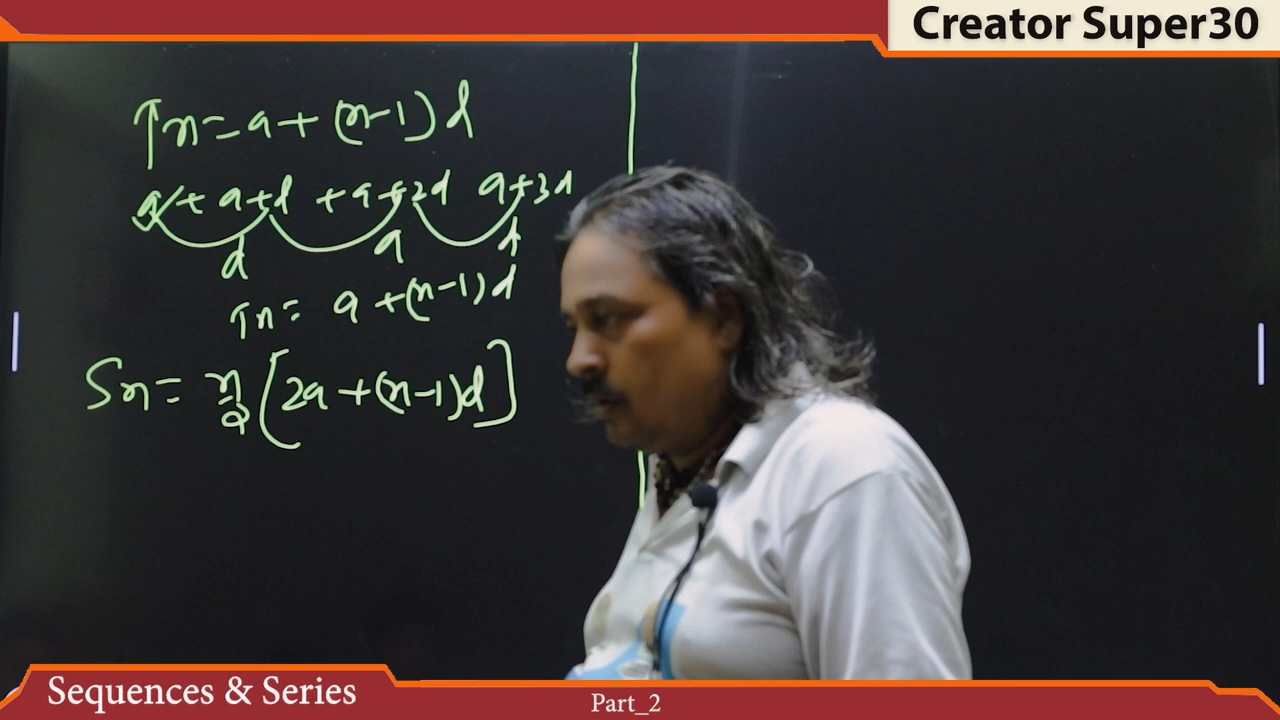 Creator Super30
Tn = a + (n-1) d
a + a+d + a+2d a+3d
d d d
Tn = a + (n-1)d
Sn = n/2 [2a + (n-1)d]
Sequences & Series
Part_2